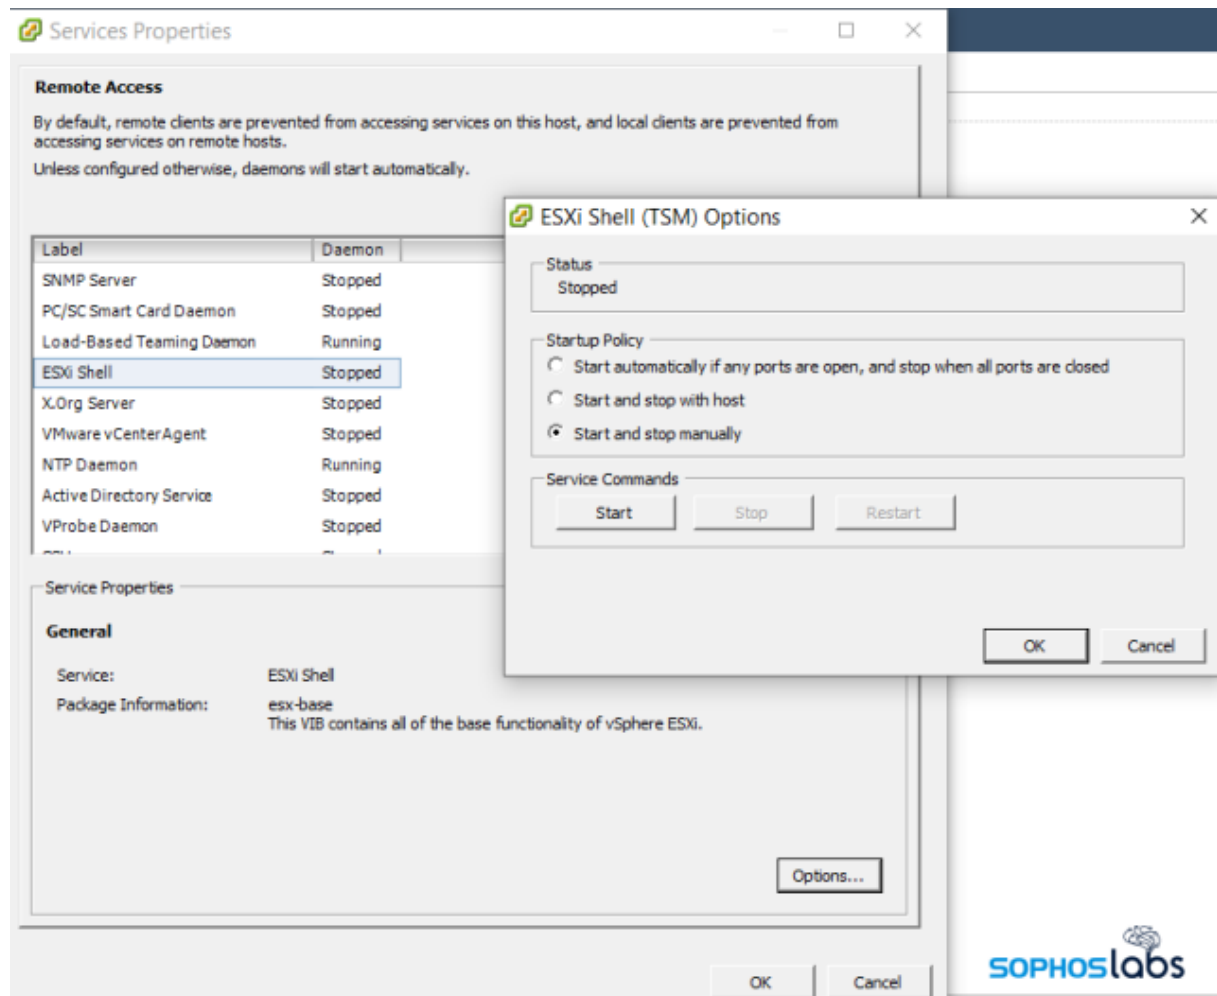 Services Properties
Remote Access
By default, remote clients are prevented from accessing services on this host, and local clients are prevented from
accessing services on remote hosts.
Unless configured otherwise, daemons will start automatically.
Label Daemon
SNMP Server Stopped
PC/SC Smart Card Daemon Stopped
Load-Based Teaming Daemon Running
ESXi Shell Stopped
X.Org Server Stopped
VMware vCenter Agent Stopped
NTP Daemon Running
Active Directory Service Stopped
VProbe Daemon Stopped
Service Properties
General
Service: ESXi Shell
Package Information: esx-base
This VIB contains all of the base functionality of vSphere ESXi.
Options...
OK Cancel
ESXi Shell (TSM) Options
Status
Stopped
Startup Policy
Start automatically if any ports are open, and stop when all ports are closed
Start and stop with host
Start and stop manually
Service Commands
Start Stop Restart
OK Cancel
SOPHOSlabs